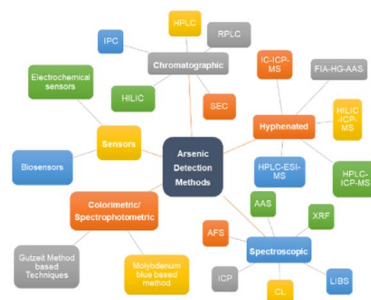 HPLC
IPC
RPLC
Chromatographic
HILIC
SEC
IC-ICP-
MS
FIA-HG-AAS
HILIC
-ICP-
MS
Hyphenated
HPLC-ESI-
MS
HPLC-
ICP-MS
Electrochemical
sensors
Sensors
Biosensors
Arsenic
Detection
Methods
Colorimetric/
Spectrophotometric
Gutzeit Method
based Techniques
Molybdenum
blue based method
AAS
XRF
AFS
Spectroscopic
ICP
CL
LIBS